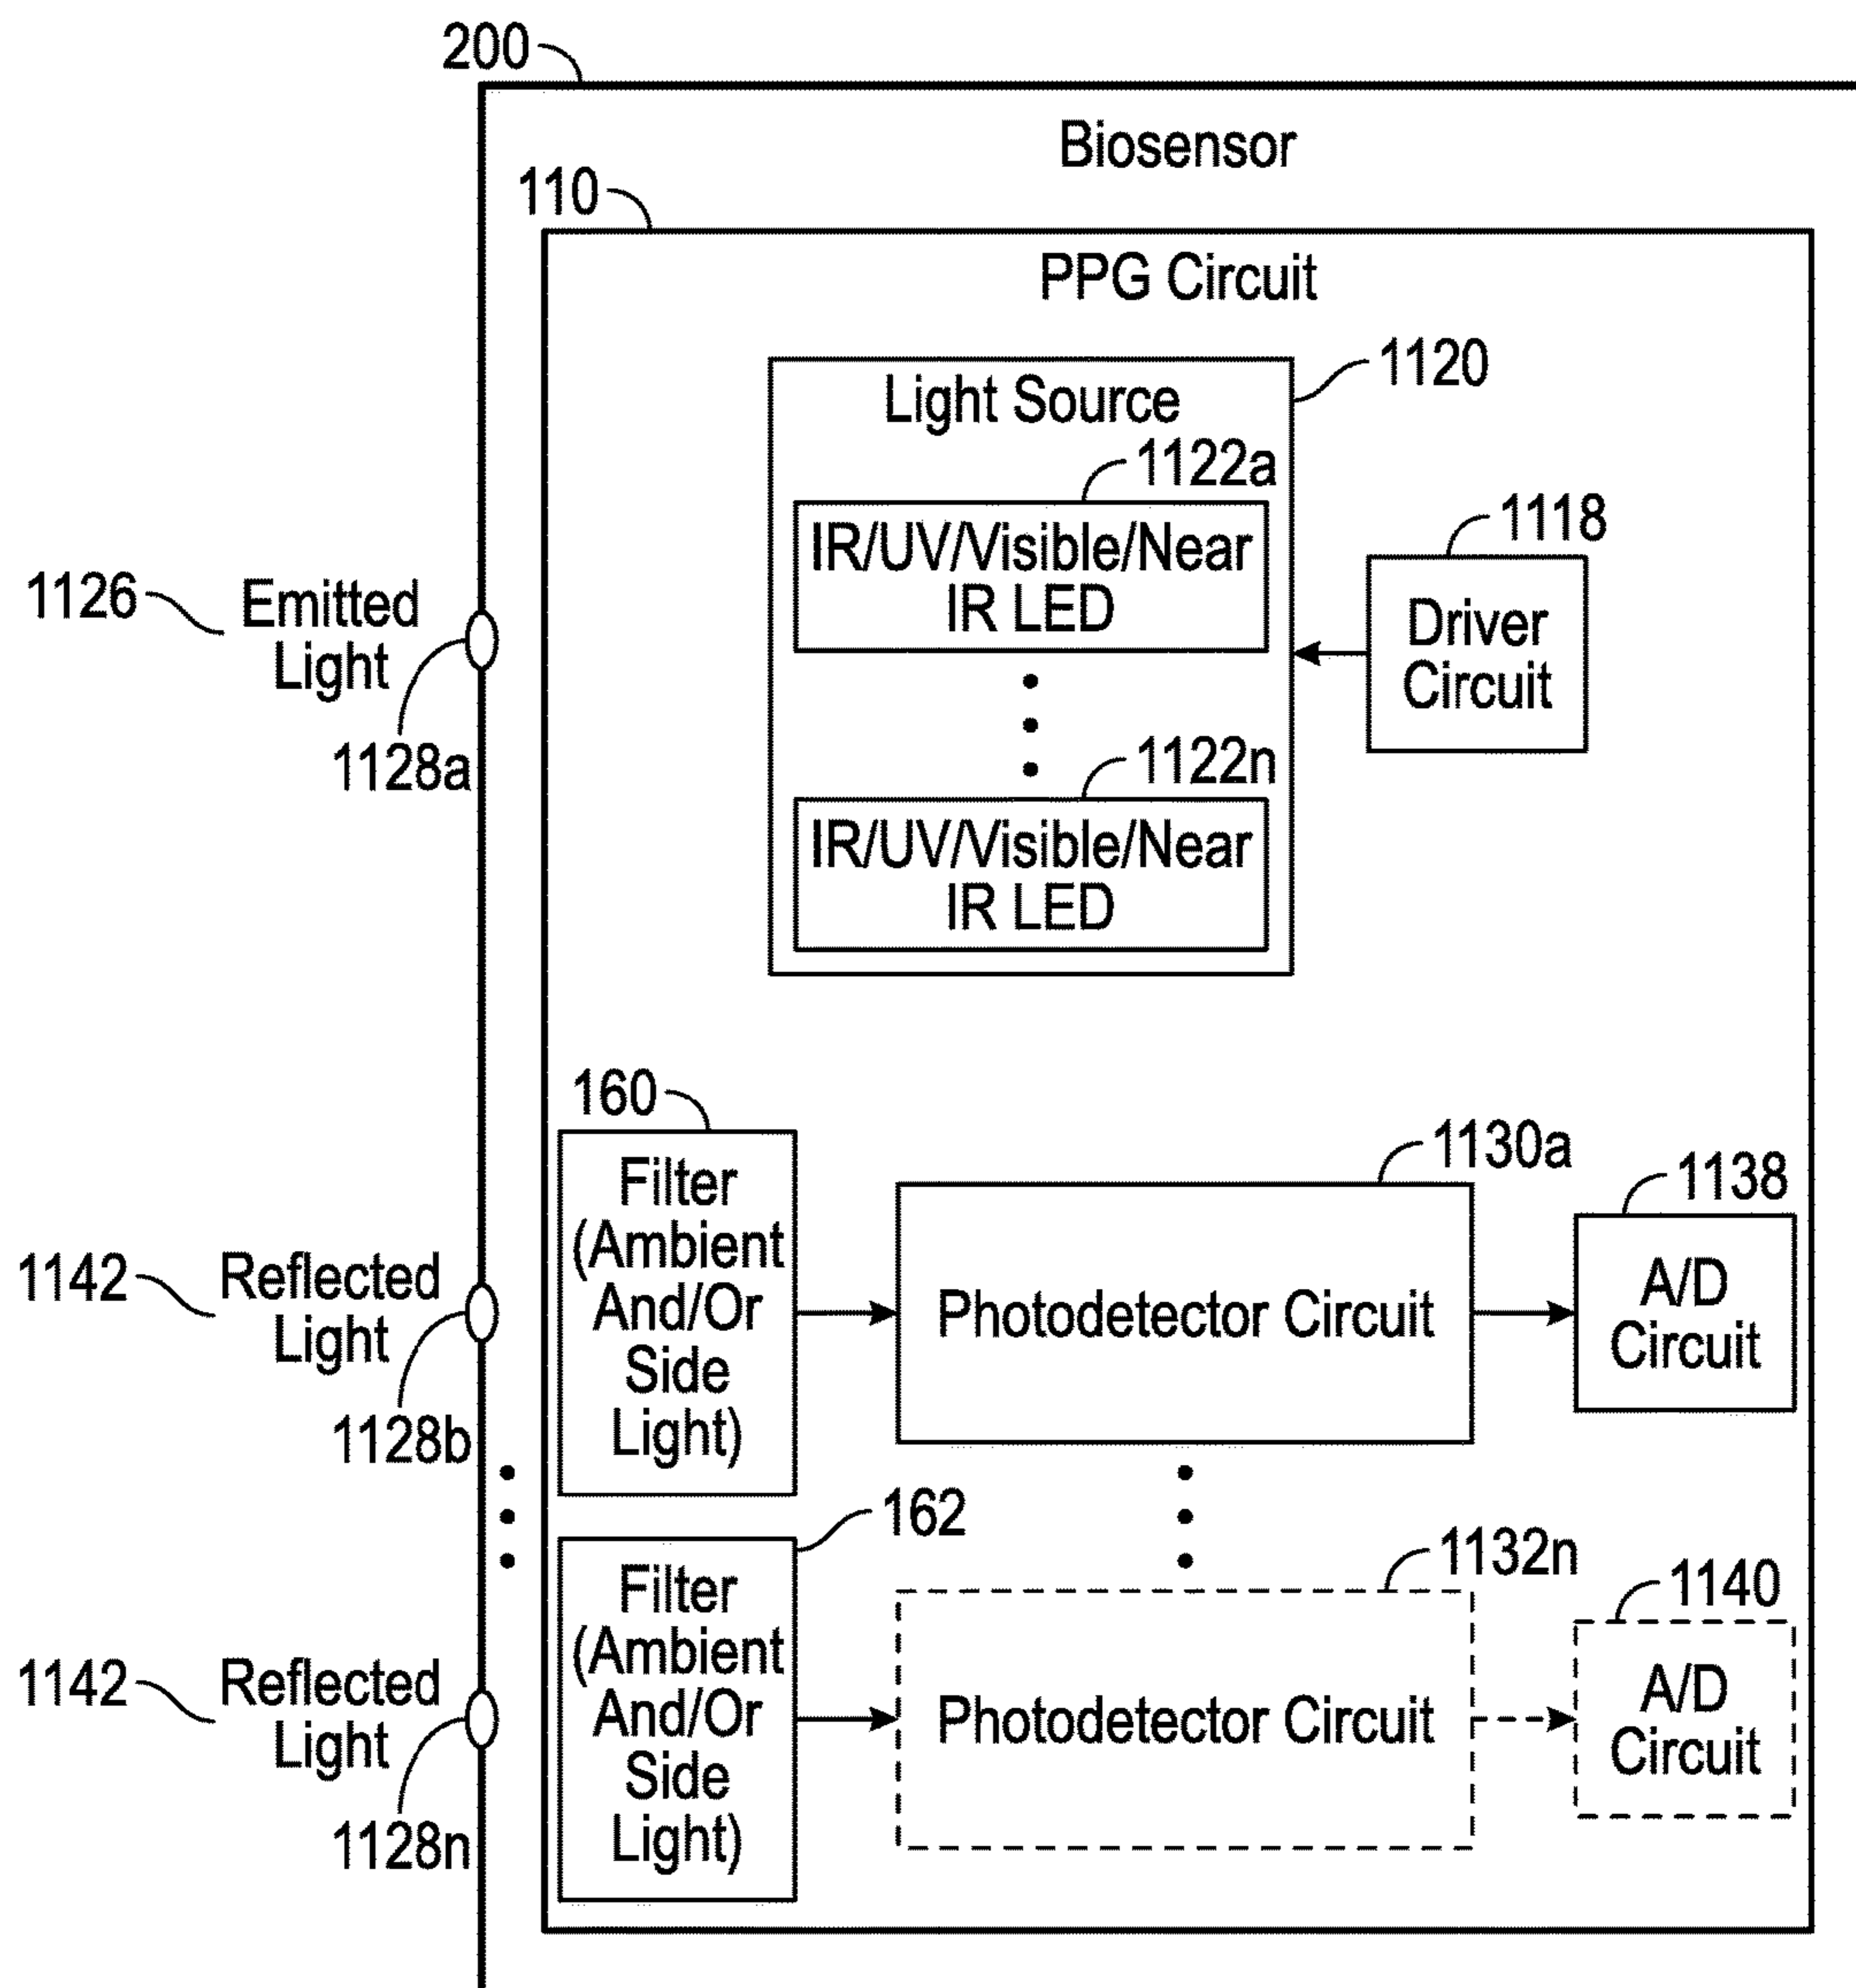 200
Biosensor
110
PPG Circuit
1120
Light Source
1122a
IR/UV/Visible/Near
IR LED
1118
Driver
Circuit
1126
Emitted
Light
1128a
1122n
IR/UV/Visible/Near
IR LED
160
Filter
(Ambient
And/Or
Side
Light)
1130a
Photodetector Circuit
1138
A/D
Circuit
1142
Reflected
Light
1128b
162
Filter
(Ambient
And/Or
Side
Light)
1132n
Photodetector Circuit
1140
A/D
Circuit
1142
Reflected
Light
1128n